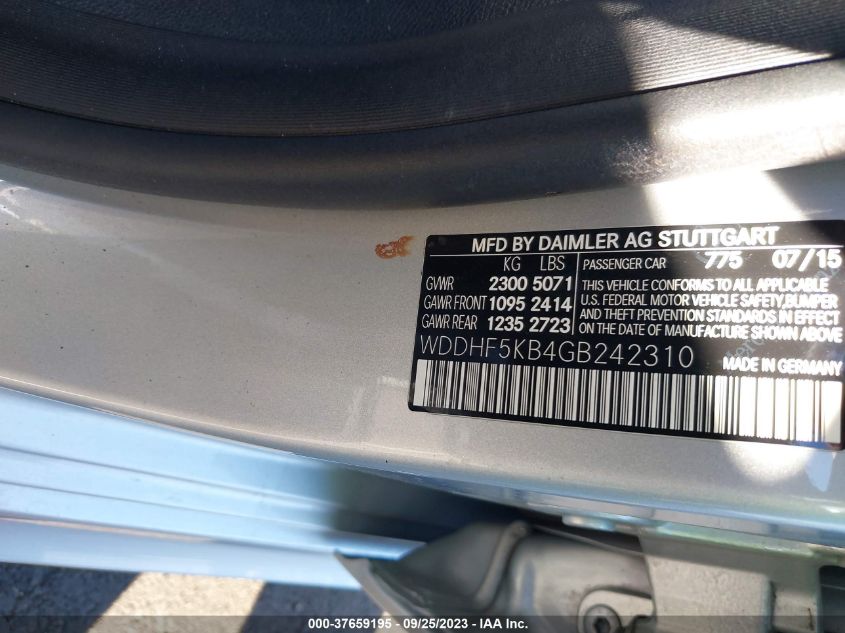 MFD BY DAIMLER AG STUTTGART
KG LBS PASSENGER CAR 775 07/15
GVWR 2300 5071 THIS VEHICLE CONFORMS TO ALL APPLICABLE
GAWR FRONT 1095 2414 U.S. FEDERAL MOTOR VEHICLE SAFETY, BUMPER
AND THEFT PREVENTION STANDARDS IN EFFECT
GAWR REAR 1235 2723 ON THE DATE OF MANUFACTURE SHOWN ABOVE.
WDDHF5KB4GB242310
MADE IN GERMANY
000-37659195 - 09/25/2023 - IAA Inc.